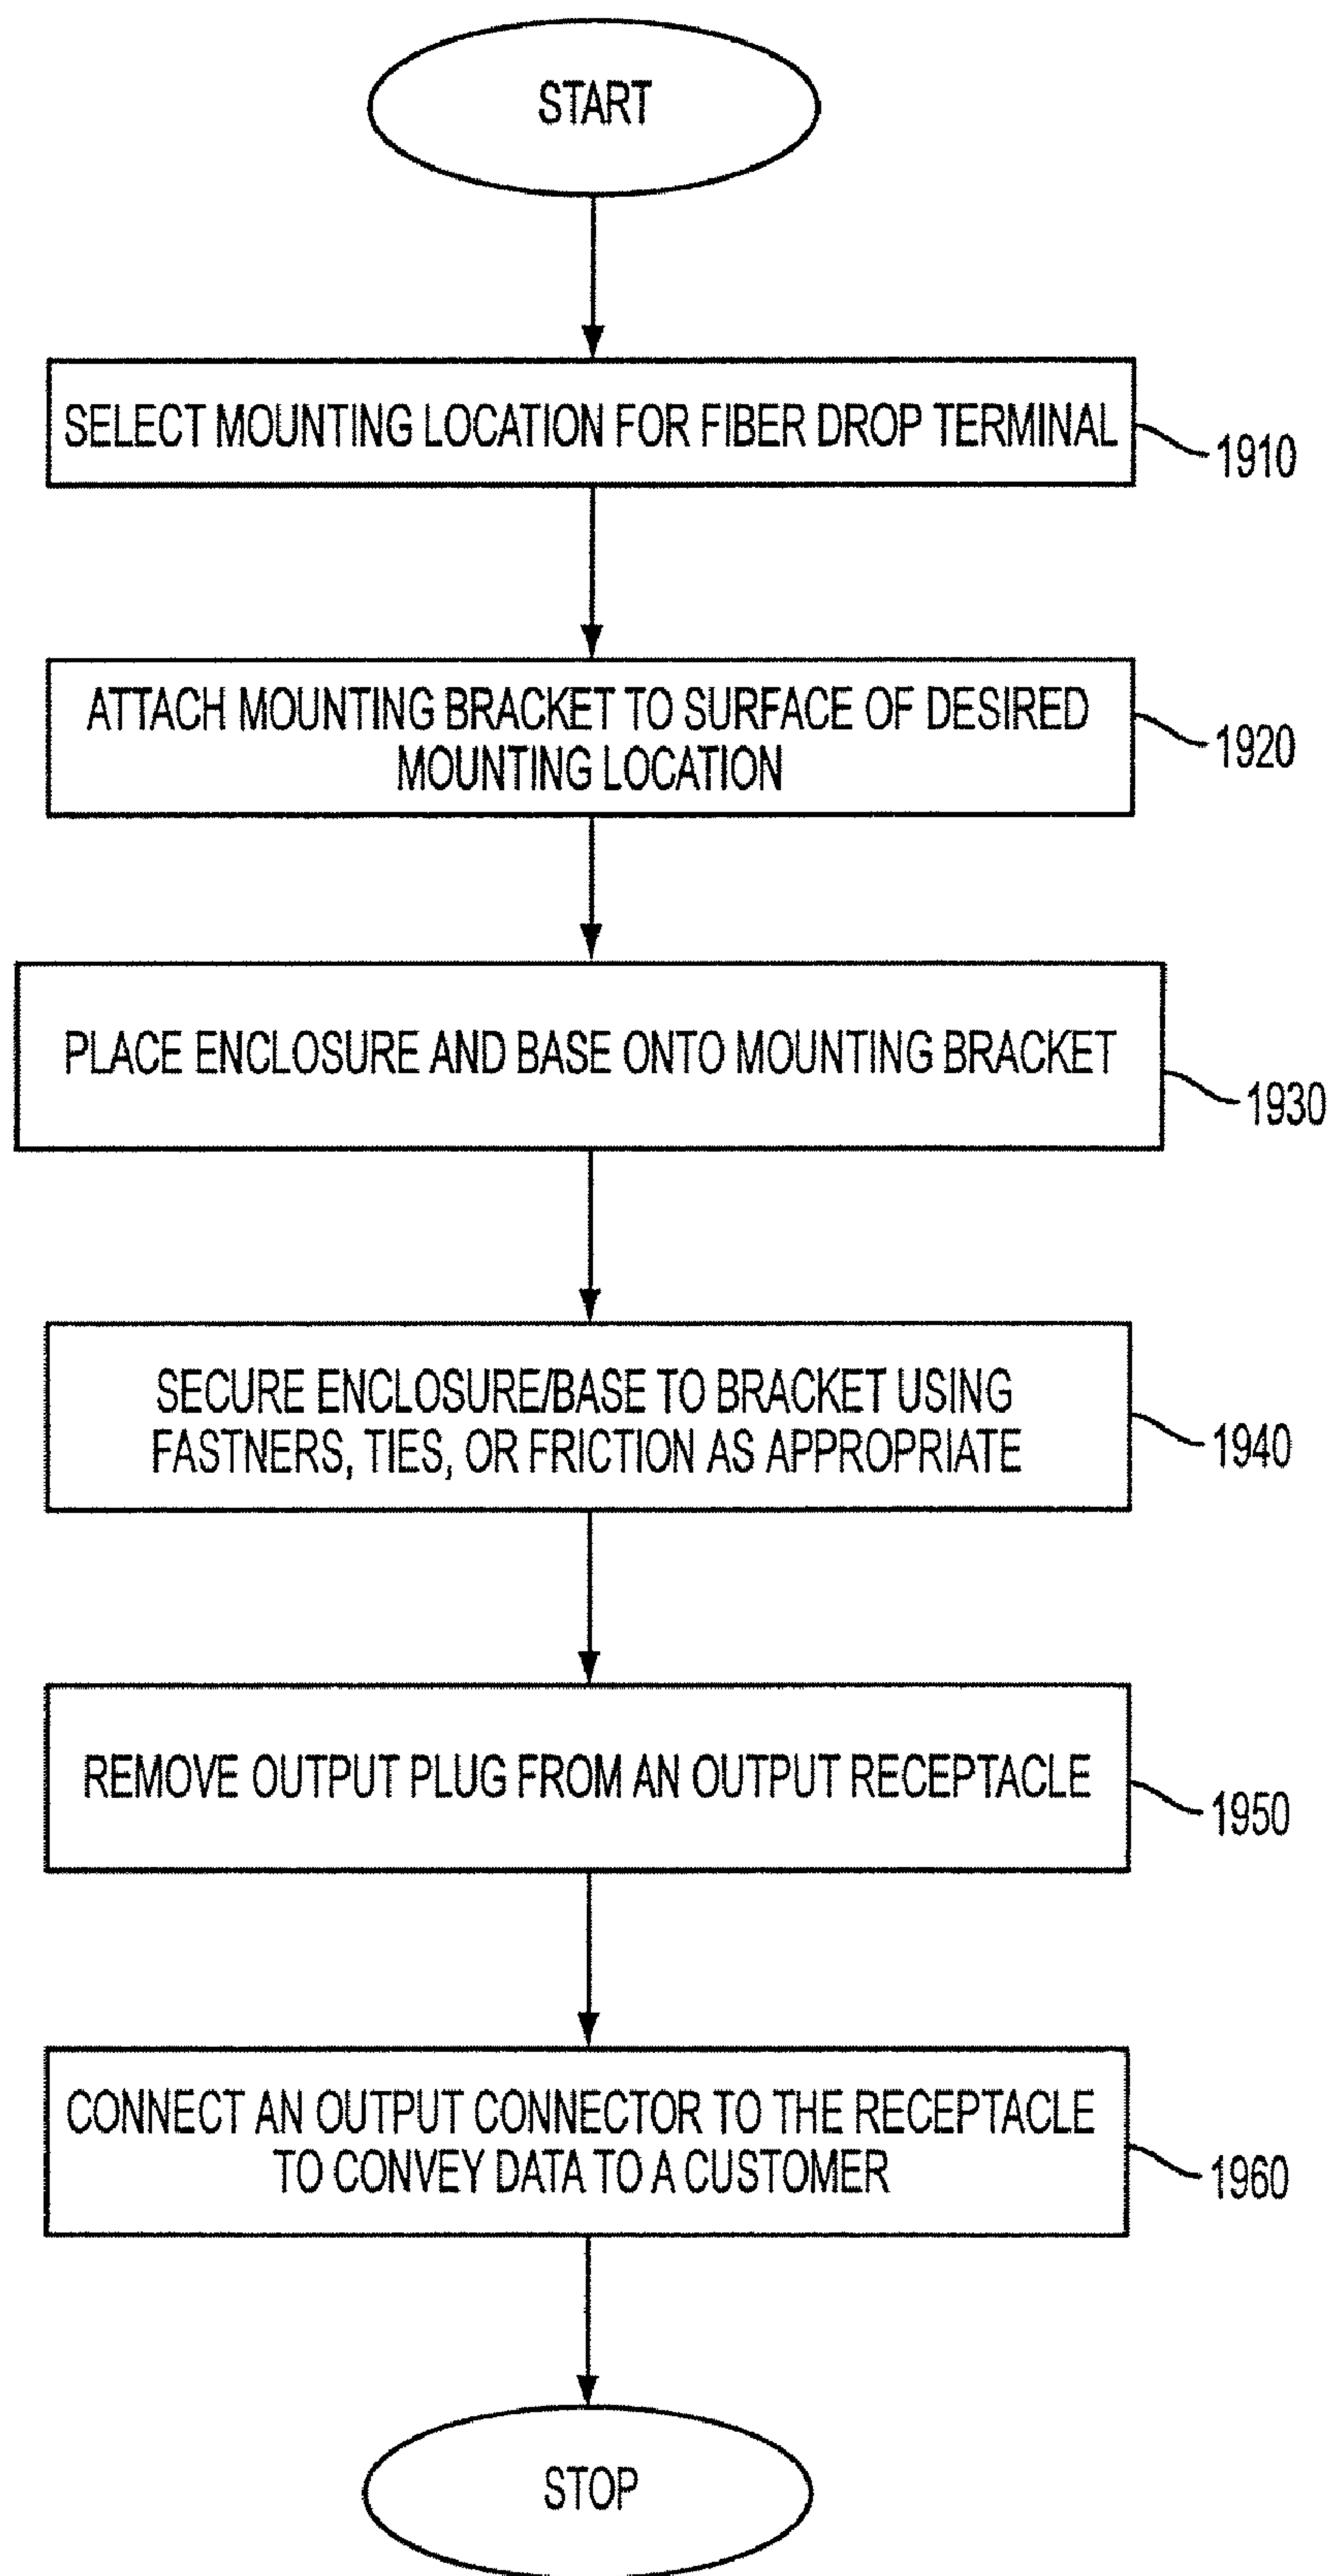 START
SELECT MOUNTING LOCATION FOR FIBER DROP TERMINAL
1910
ATTACH MOUNTING BRACKET TO SURFACE OF DESIRED
MOUNTING LOCATION
1920
PLACE ENCLOSURE AND BASE ONTO MOUNTING BRACKET
1930
SECURE ENCLOSURE/BASE TO BRACKET USING
FASTNERS, TIES, OR FRICTION AS APPROPRIATE
1940
REMOVE OUTPUT PLUG FROM AN OUTPUT RECEPTACLE
1950
CONNECT AN OUTPUT CONNECTOR TO THE RECEPTACLE
TO CONVEY DATA TO A CUSTOMER
1960
STOP